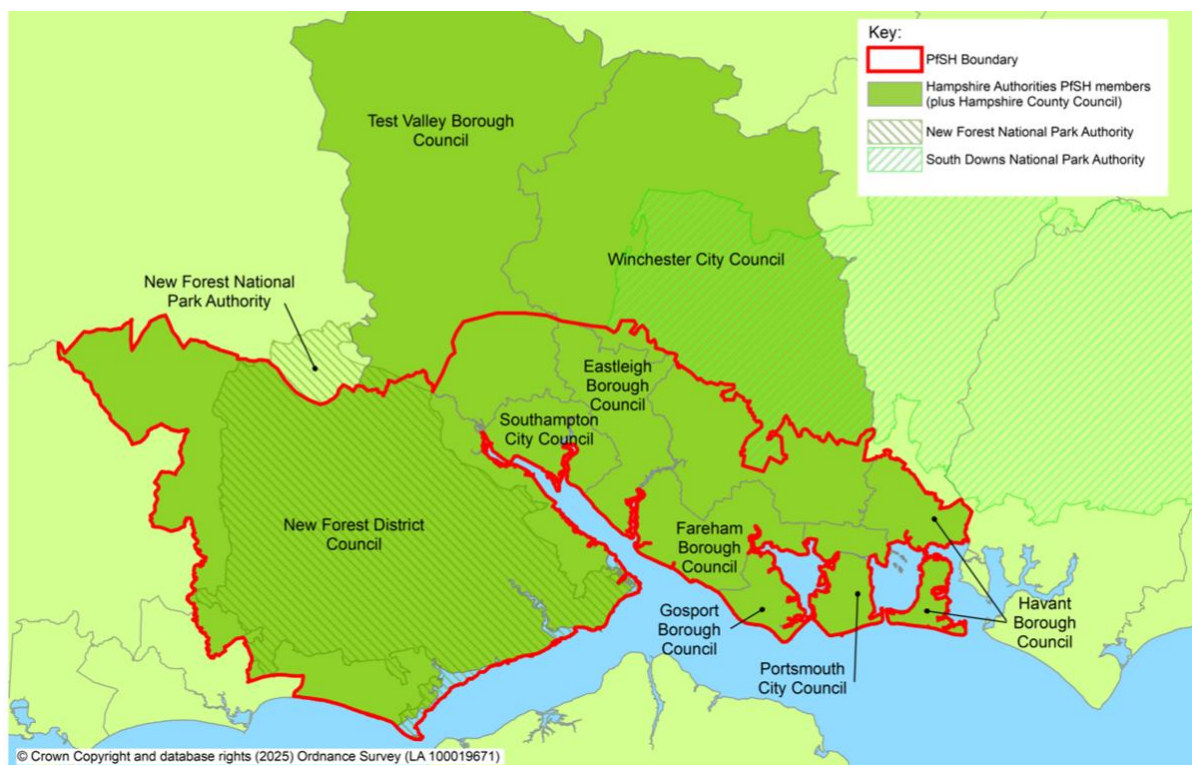 Key:
PfSH Boundary
Hampshire Authorities PfSH members
(plus Hampshire County Council)
New Forest National Park Authority
South Downs National Park Authority
Test Valley Borough
Council
Winchester City Council
New Forest National
Park Authority
Eastleigh
Borough
Council
Southampton
City Council
New Forest District
Council
Fareham
Borough
Council
Gosport
Borough
Council
Havant
Borough
Council
Portsmouth
City Council
© Crown Copyright and database rights (2025) Ordnance Survey (LA 100019671)